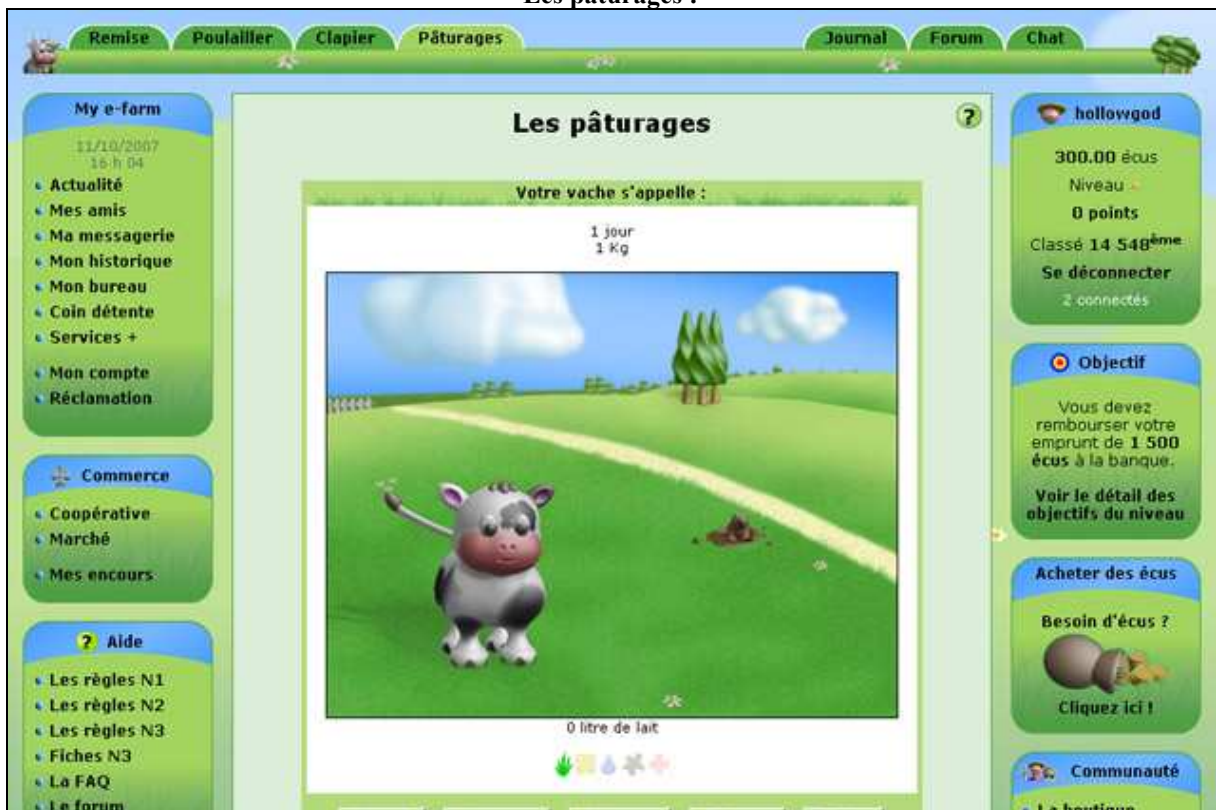 Les pâturages :
Remise
Poulailler
Clapier
Pâturages
Journal
Forum
Chat
My e-farm
11/10/2007
16 h 04
Actualité
Mes amis
Ma messagerie
Mon historique
Mon bureau
Coin détente
Services +
Mon compte
Réclamation
Commerce
Coopérative
Marché
Mes encours
? Aide
Les règles N1
Les règles N2
Les règles N3
Fiches N3
La FAQ
Le forum
Les pâturages
?
Votre vache s'appelle :
1 jour
1 Kg
0 litre de lait
hollowgod
300.00 écus
Niveau
0 points
Classé 14 548ème
Se déconnecter
2 connectés
Objectif
Vous devez
rembourser votre
emprunt de 1 500
écus à la banque.
Voir le détail des
objectifs du niveau
Acheter des écus
Besoin d'écus ?
Cliquez ici !
Communauté
La boutique